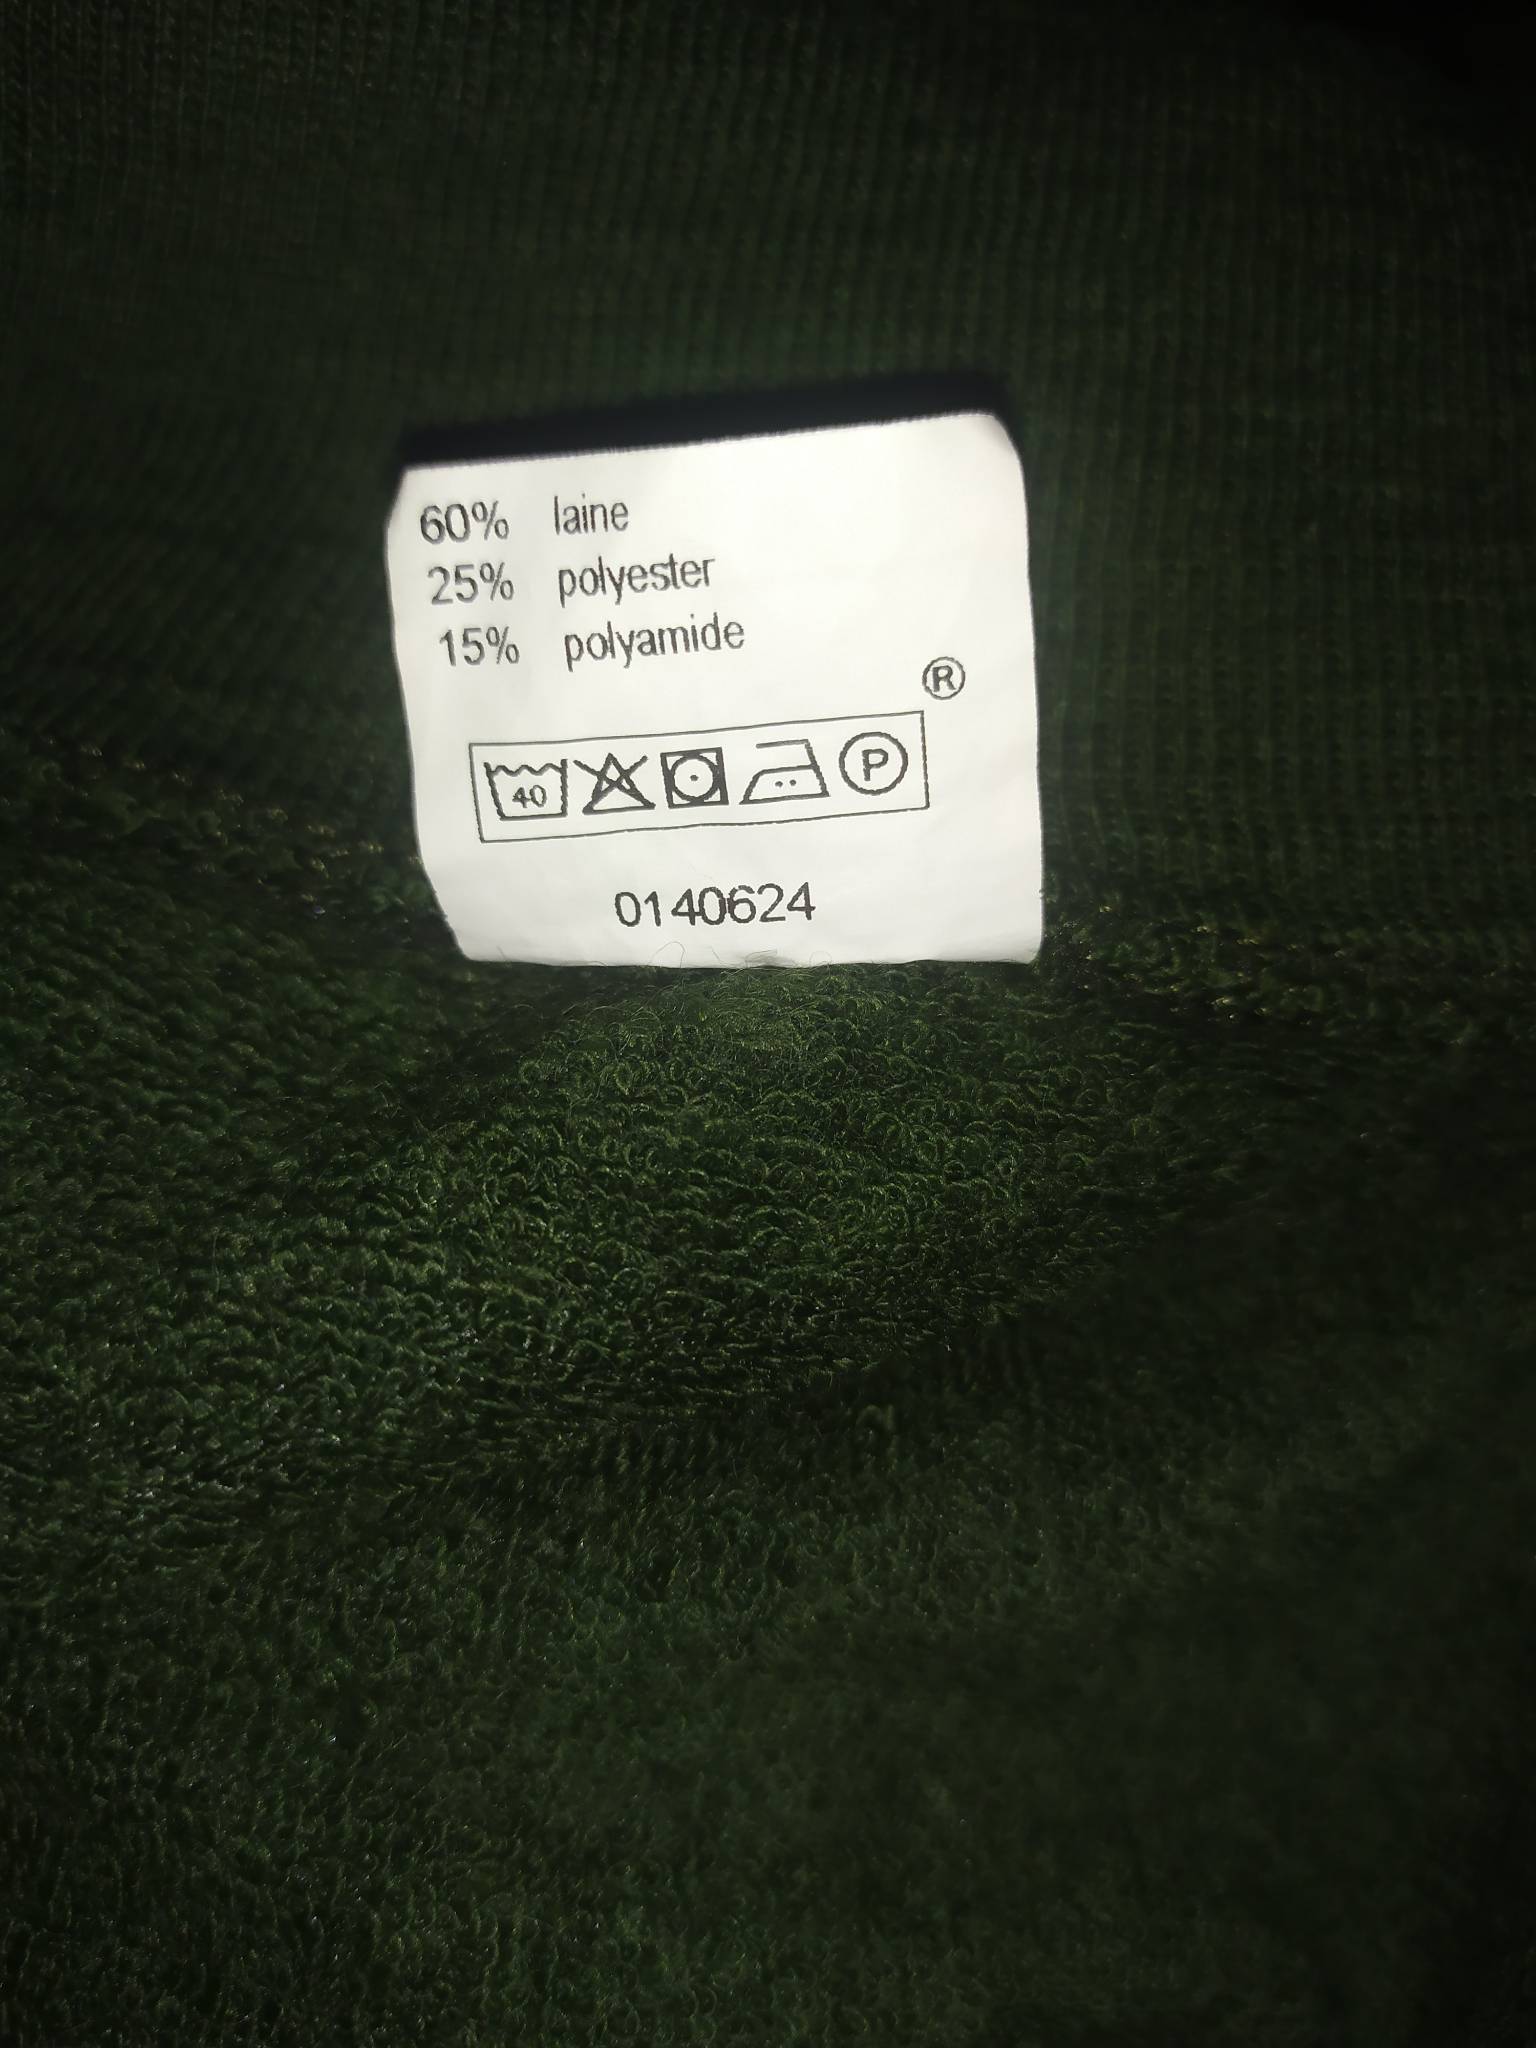 60% laine
25% polyester
15% polyamide
®
40 P
0140624